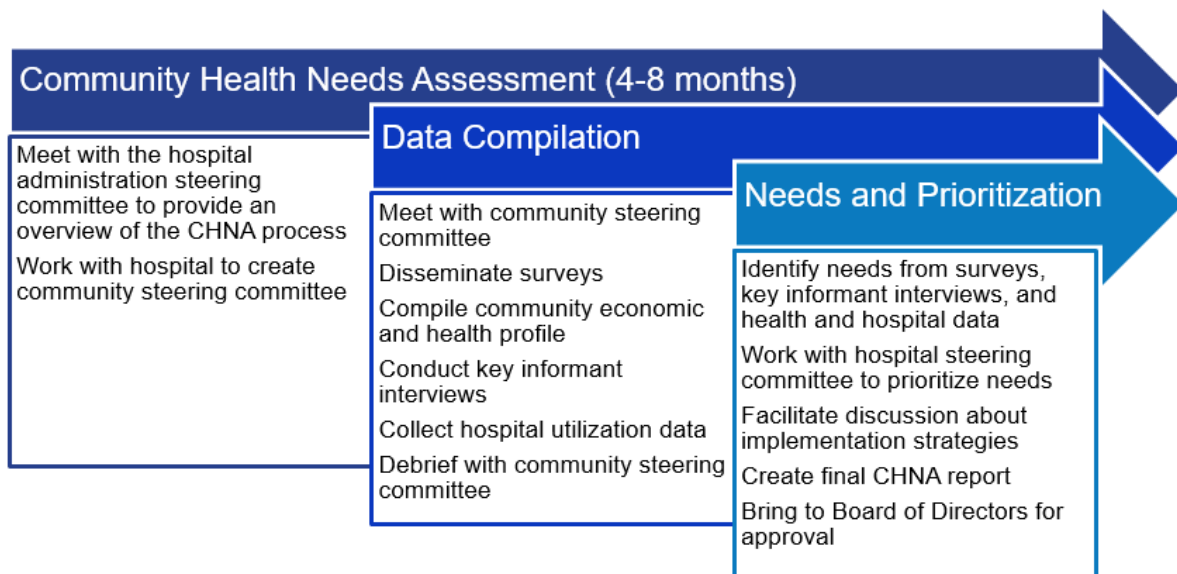 Community Health Needs Assessment (4-8 months)
Meet with the hospital
administration steering
committee to provide an
overview of the CHNA process
Work with hospital to create
community steering committee
Data Compilation
Meet with community steering
committee
Disseminate surveys
Compile community economic
and health profile
Conduct key informant
interviews
Collect hospital utilization data
Debrief with community steering
committee
Needs and Prioritization
Identify needs from surveys,
key informant interviews, and
health and hospital data
Work with hospital steering
committee to prioritize needs
Facilitate discussion about
implementation strategies
Create final CHNA report
Bring to Board of Directors for
approval